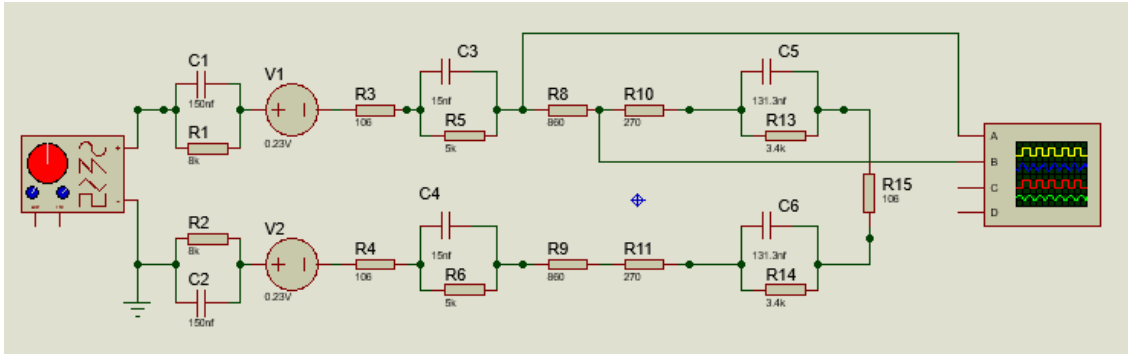 C1
150nf
R1
8k
V1
0.23V
R3
106
C3
15nf
R5
5k
R8
860
R10
270
C5
131.3nf
R13
3.4k
A
B
C
D
R15
106
+
-
R2
8k
C2
150nf
V2
0.23V
R4
106
C4
15nf
R6
5k
R9
860
R11
270
C6
131.3nf
R14
3.4k